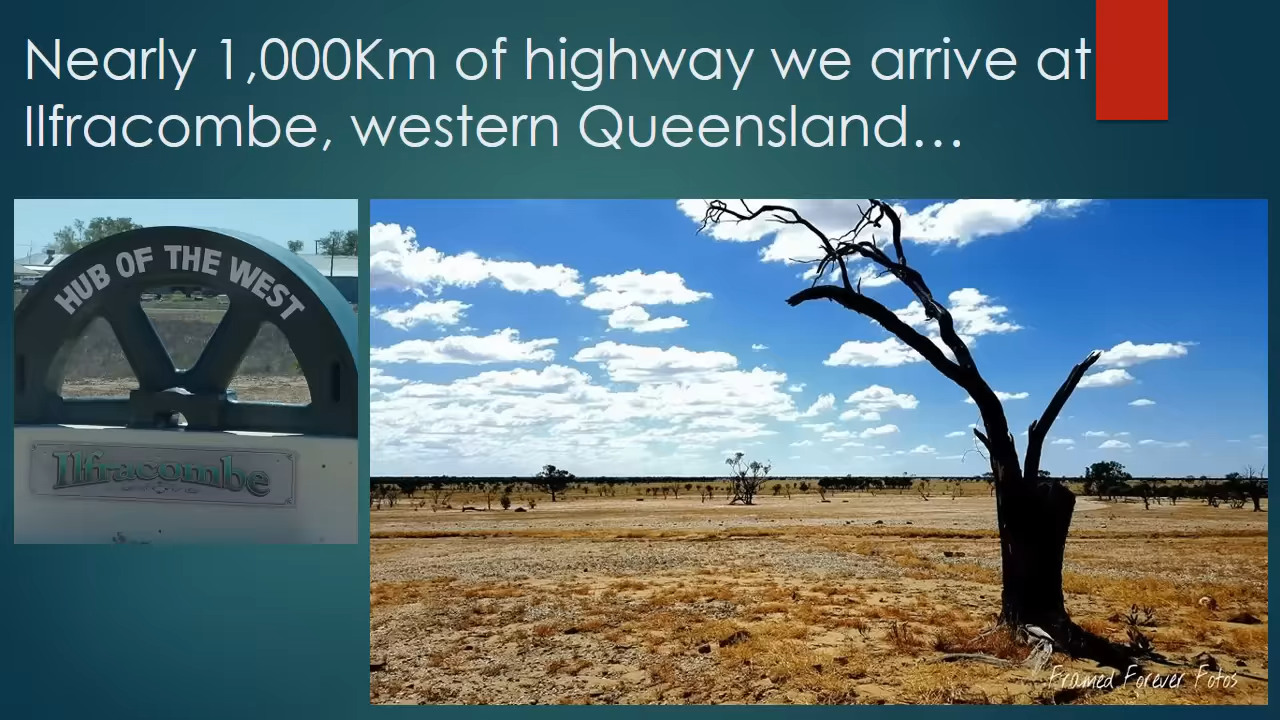 Nearly 1,000Km of highway we arrive at
Ilfracombe, western Queensland…
HUB OF THE WEST
Ilfracombe
Framed Forever Fotos